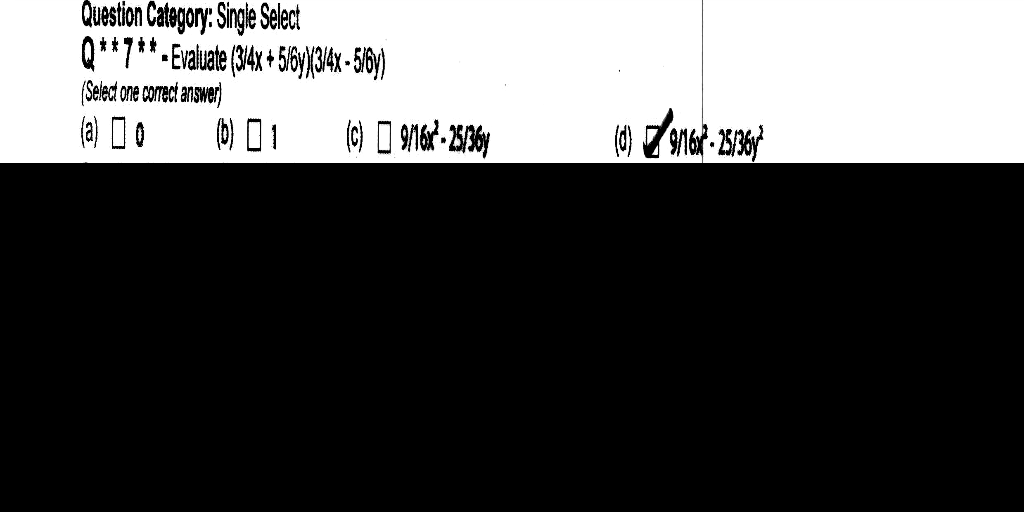 Question Category: Single Select
Q * * 7 * * - Evaluate (3/4x + 5/6y)(3/4x - 5/6y)
(Select one correct answer)
(a) ☐ 0 (b) ☐ 1 (c) ☐ 9/16x² - 25/36y (d) ☑ 9/16x² - 25/36y²